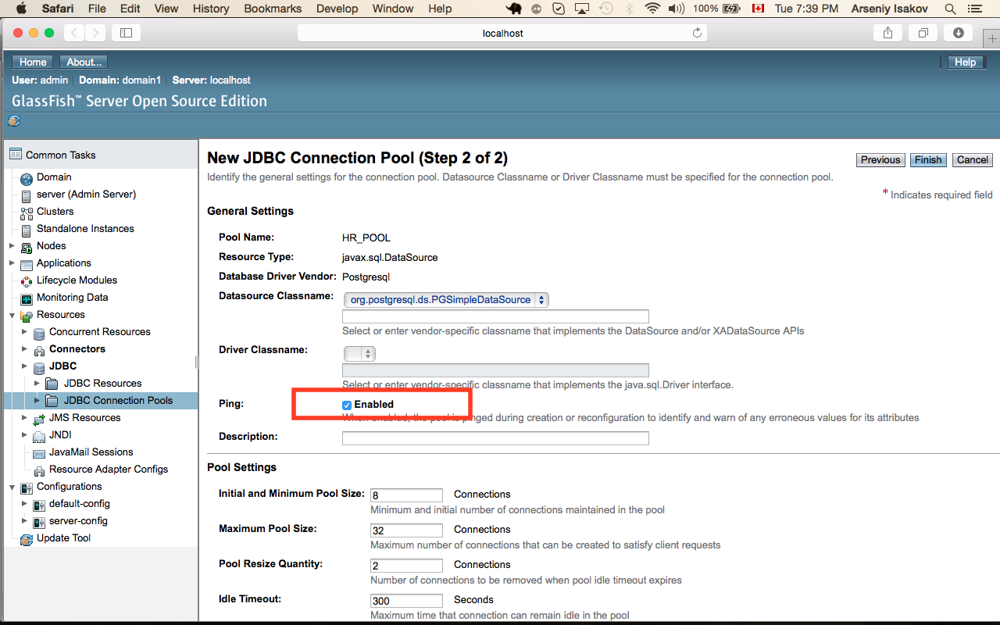 Safari File Edit View History Bookmarks Develop Window Help 100% Tue 7:39 PM Arseniy Isakov
localhost
Home About... Help
User: admin Domain: domain1 Server: localhost
GlassFish™ Server Open Source Edition
Common Tasks
Domain
server (Admin Server)
Clusters
Standalone Instances
Nodes
Applications
Lifecycle Modules
Monitoring Data
Resources
Concurrent Resources
Connectors
JDBC
JDBC Resources
JDBC Connection Pools
JMS Resources
JNDI
JavaMail Sessions
Resource Adapter Configs
Configurations
default-config
server-config
Update Tool
New JDBC Connection Pool (Step 2 of 2)
Previous Finish Cancel
Identify the general settings for the connection pool. Datasource Classname or Driver Classname must be specified for the connection pool.
* Indicates required field
General Settings
Pool Name: HR_POOL
Resource Type: javax.sql.DataSource
Database Driver Vendor: Postgresql
Datasource Classname: org.postgresql.ds.PGSimpleDataSource
Select or enter vendor-specific classname that implements the DataSource and/or XADataSource APIs
Driver Classname:
Select or enter vendor-specific classname that implements the java.sql.Driver interface.
Ping: Enabled
When enabled, the pool is pinged during creation or reconfiguration to identify and warn of any erroneous values for its attributes
Description:
Pool Settings
Initial and Minimum Pool Size: 8 Connections
Minimum and initial number of connections maintained in the pool
Maximum Pool Size: 32 Connections
Maximum number of connections that can be created to satisfy client requests
Pool Resize Quantity: 2 Connections
Number of connections to be removed when pool idle timeout expires
Idle Timeout: 300 Seconds
Maximum time that connection can remain idle in the pool